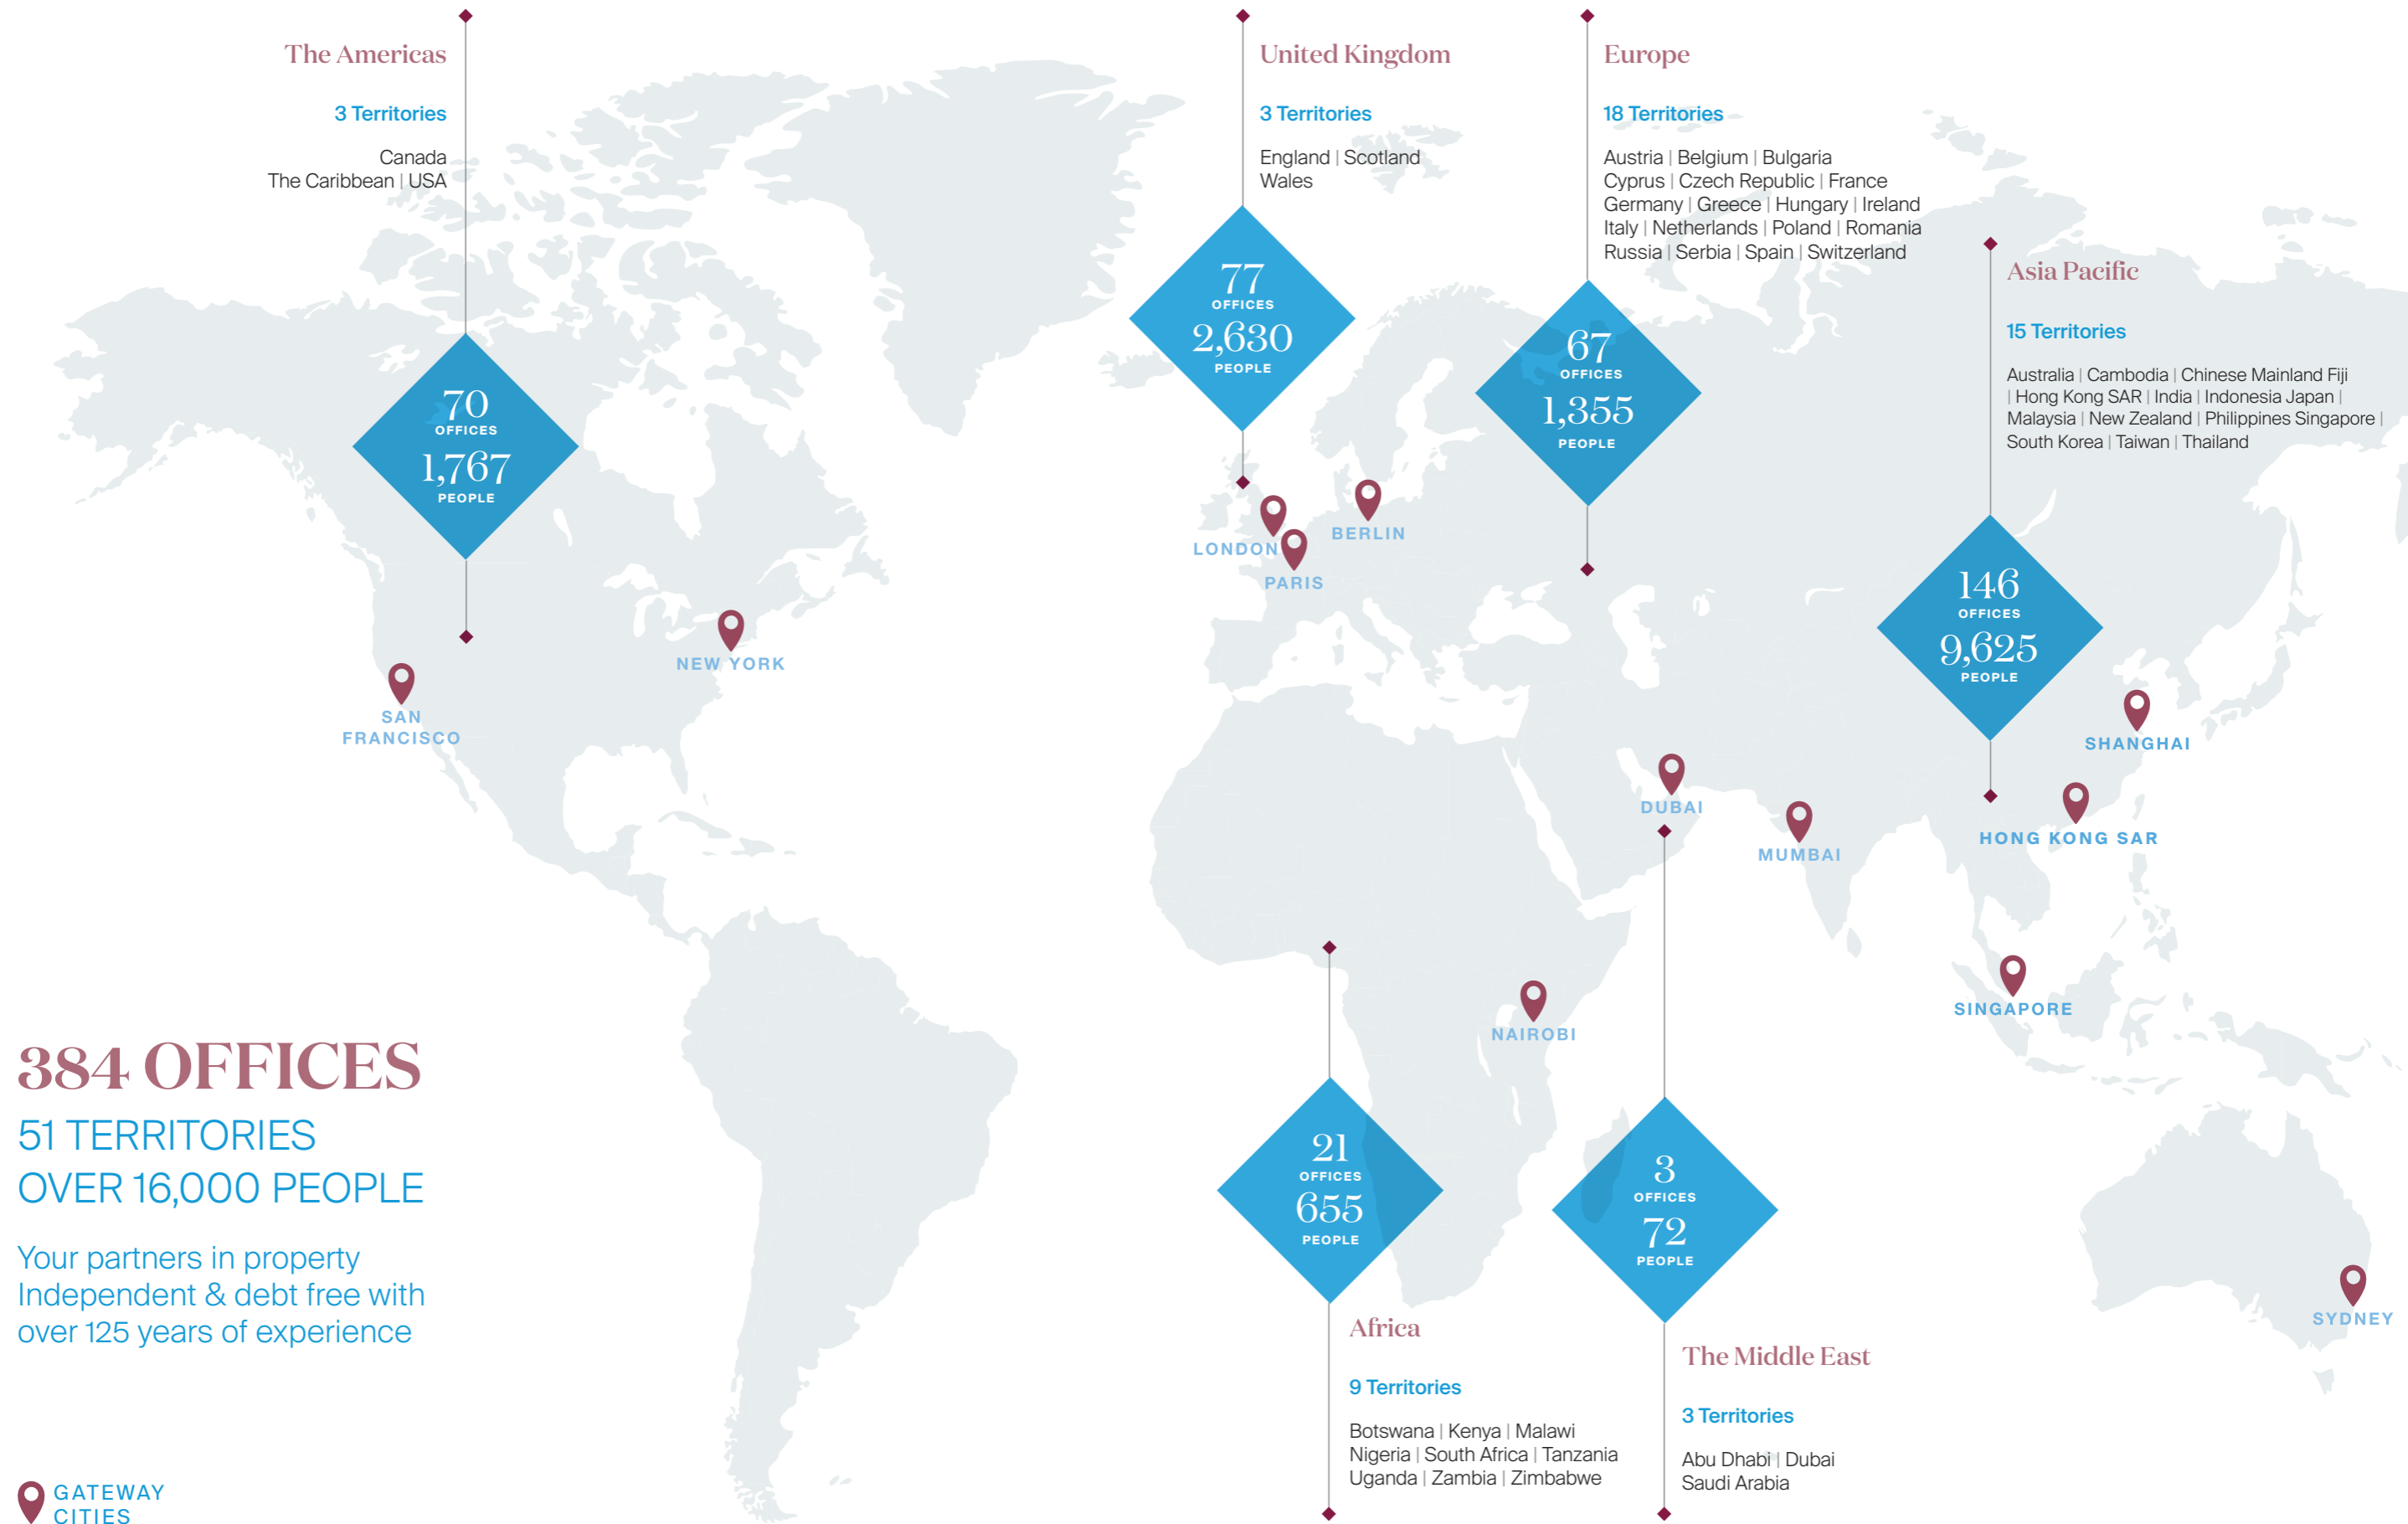 The Americas
3 Territories
Canada
The Caribbean | USA
70
OFFICES
1,767
PEOPLE
United Kingdom
3 Territories
England | Scotland
Wales
77
OFFICES
2,630
PEOPLE
Europe
18 Territories
Austria | Belgium | Bulgaria
Cyprus | Czech Republic | France
Germany | Greece | Hungary | Ireland
Italy | Netherlands | Poland | Romania
Russia | Serbia | Spain | Switzerland
67
OFFICES
1,355
PEOPLE
Asia Pacific
15 Territories
Australia | Cambodia | Chinese Mainland Fiji
| Hong Kong SAR | India | Indonesia Japan |
Malaysia | New Zealand | Philippines Singapore |
South Korea | Taiwan | Thailand
146
OFFICES
9,625
PEOPLE
LONDON
BERLIN
PARIS
NEW YORK
SAN
FRANCISCO
SHANGHAI
DUBAI
HONG KONG SAR
MUMBAI
SINGAPORE
NAIROBI
SYDNEY
384 OFFICES
51 TERRITORIES
OVER 16,000 PEOPLE
Your partners in property
Independent & debt free with
over 125 years of experience
21
OFFICES
655
PEOPLE
Africa
9 Territories
Botswana | Kenya | Malawi
Nigeria | South Africa | Tanzania
Uganda | Zambia | Zimbabwe
3
OFFICES
72
PEOPLE
The Middle East
3 Territories
Abu Dhabi | Dubai
Saudi Arabia
GATEWAY
CITIES